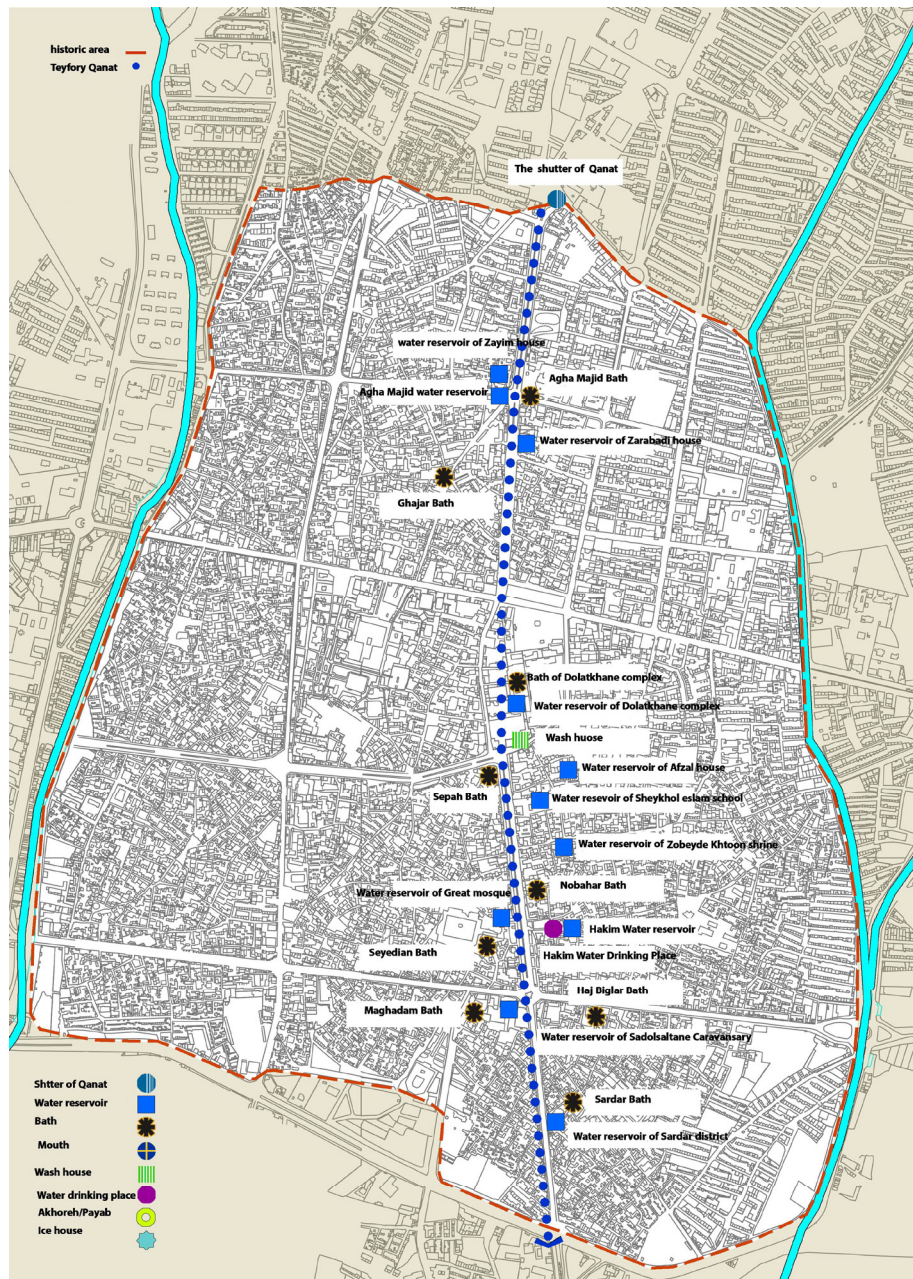 historic area
Teyfory Qanat
The shutter of Qanat
water reservoir of Zayim house
Agha Majid Bath
Agha Majid water reservoir
Water reservoir of Zarabadi house
Ghajar Bath
Bath of Dolatkhane complex
Water reservoir of Dolatkhane complex
Wash huose
Water reservoir of Afzal house
Sepah Bath
Water resevoir of Sheykhol eslam school
Water reservoir of Zobeyde Khtoon shrine
Nobahar Bath
Water reservoir of Great mosque
Hakim Water reservoir
Seyedian Bath
Hakim Water Drinking Place
Haj Diglar Bath
Maghadam Bath
Water reservoir of Sadolsaltane Caravansary
Sardar Bath
Water reservoir of Sardar district
Shtter of Qanat
Water reservoir
Bath
Mouth
Wash house
Water drinking place
Akhoreh/Payab
Ice house